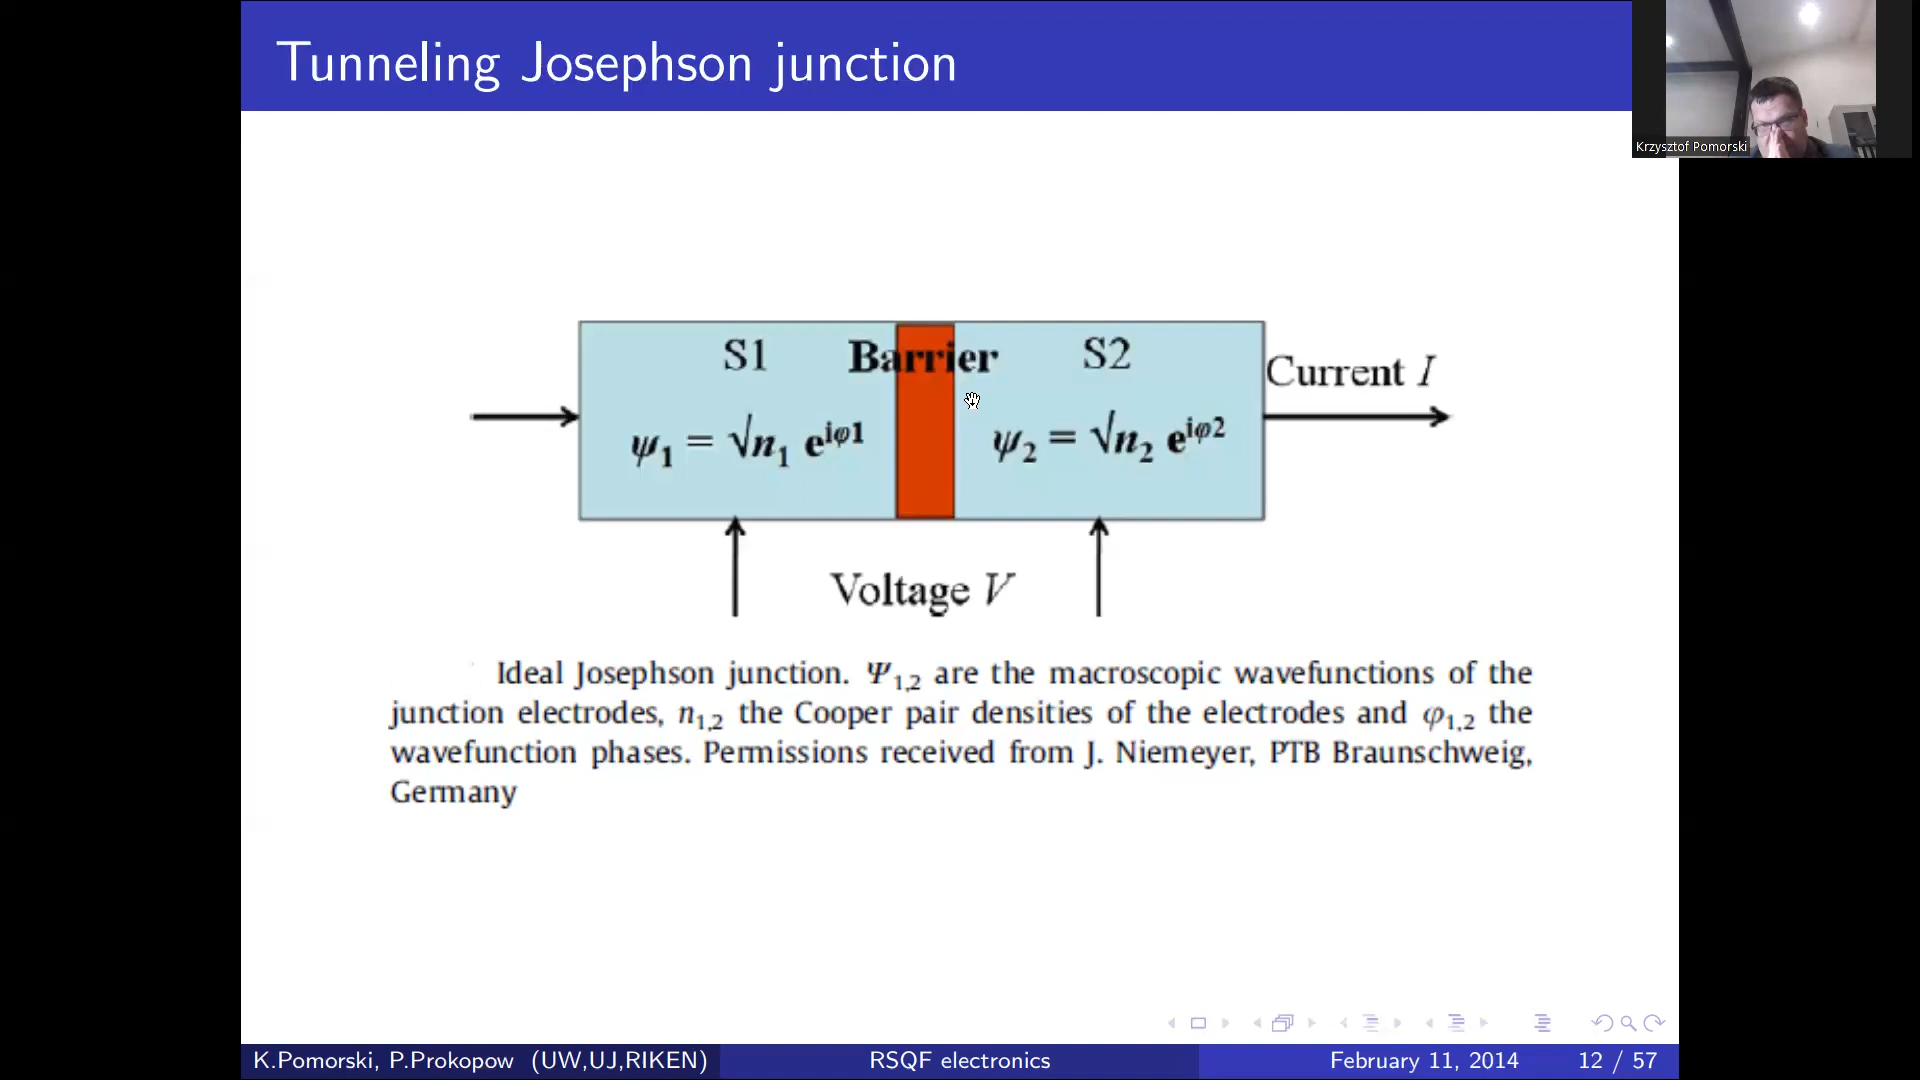 Tunneling Josephson junction
Krzysztof Pomorski
S1 Barrier S2
Current I
ψ₁ = √n₁ e^iφ1
ψ₂ = √n₂ e^iφ2
Voltage V
Ideal Josephson junction. Ψ₁,₂ are the macroscopic wavefunctions of the
junction electrodes, n₁,₂ the Cooper pair densities of the electrodes and φ₁,₂ the
wavefunction phases. Permissions received from J. Niemeyer, PTB Braunschweig,
Germany
K.Pomorski, P.Prokopow (UW,UJ,RIKEN) RSQF electronics February 11, 2014 12 / 57